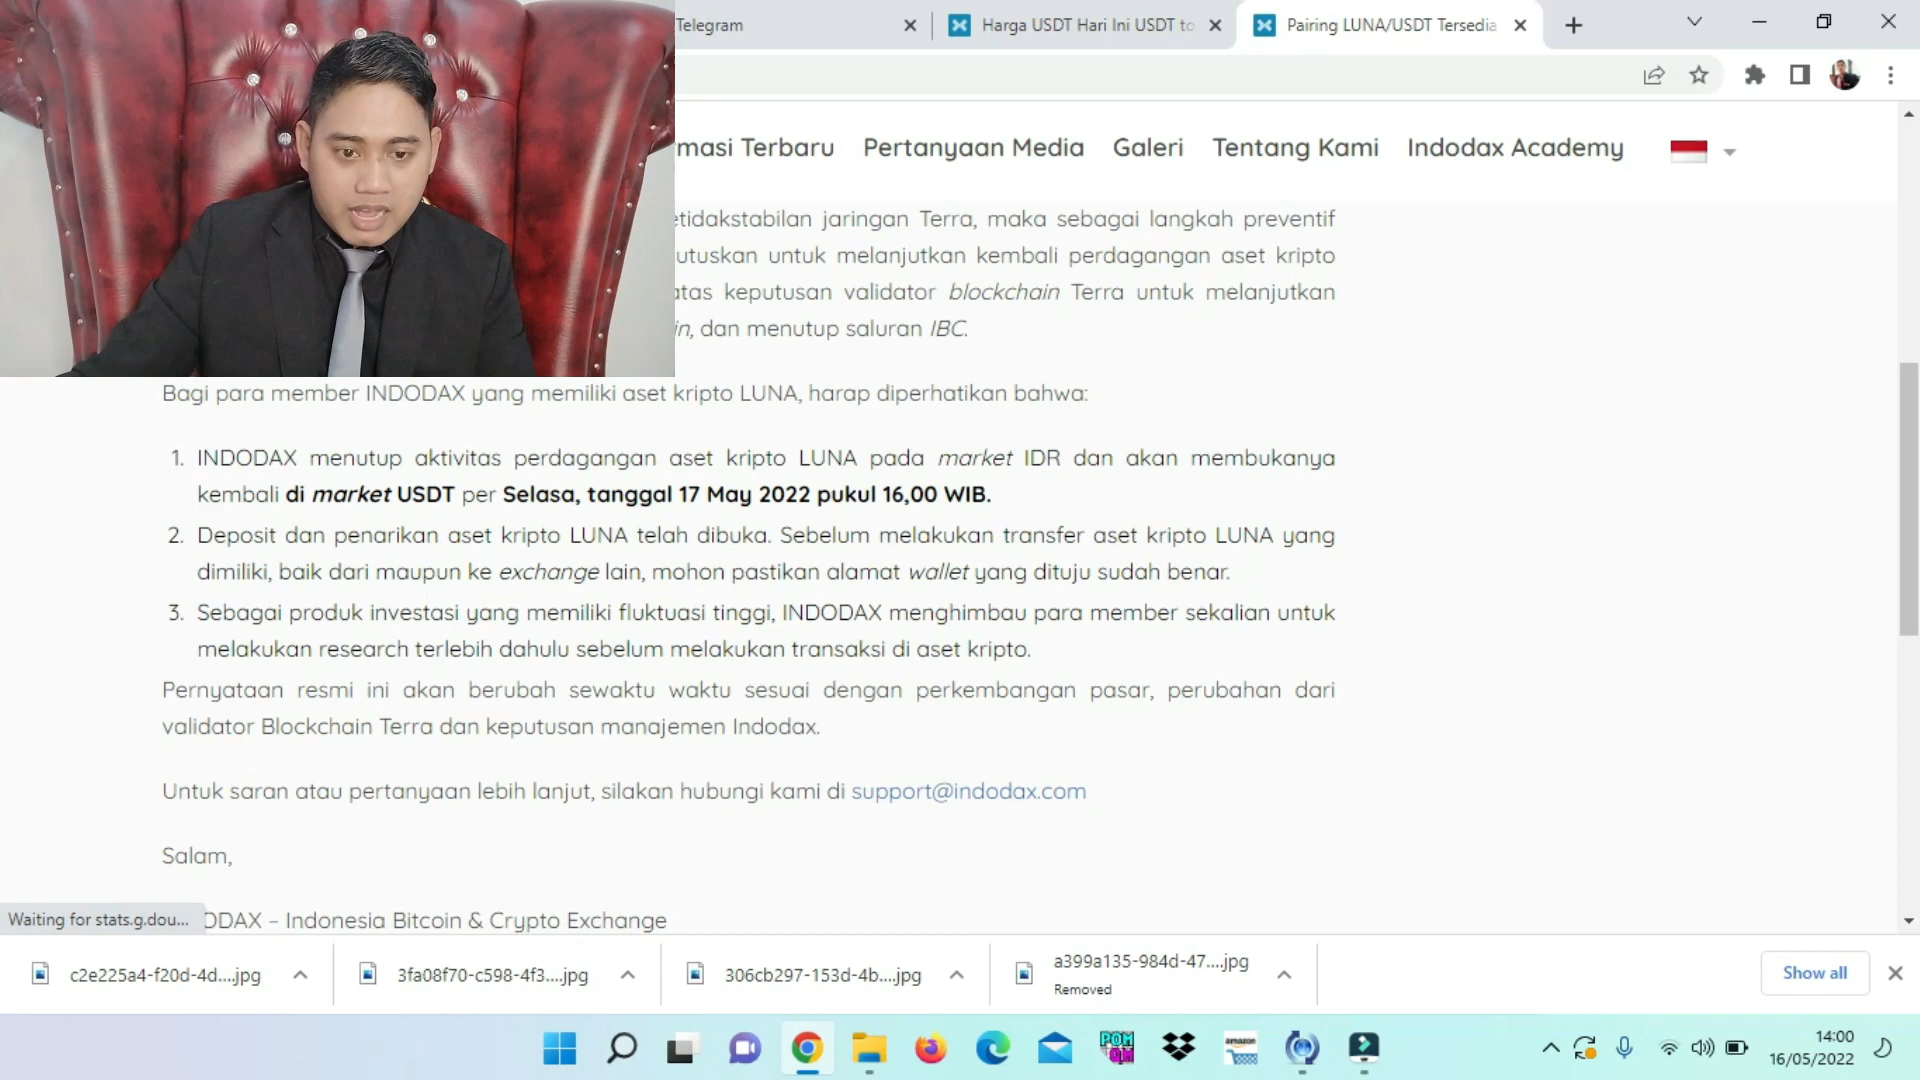 Telegram
Harga USDT Hari Ini USDT to
Pairing LUNA/USDT Tersedia
masi Terbaru Pertanyaan Media Galeri Tentang Kami Indodax Academy
etidakstabilan jaringan Terra, maka sebagai langkah preventif
utuskan untuk melanjutkan kembali perdagangan aset kripto
atas keputusan validator blockchain Terra untuk melanjutkan
in, dan menutup saluran IBC.
Bagi para member INDODAX yang memiliki aset kripto LUNA, harap diperhatikan bahwa:
1. INDODAX menutup aktivitas perdagangan aset kripto LUNA pada market IDR dan akan membukanya
kembali di market USDT per Selasa, tanggal 17 May 2022 pukul 16,00 WIB.
2. Deposit dan penarikan aset kripto LUNA telah dibuka. Sebelum melakukan transfer aset kripto LUNA yang
dimiliki, baik dari maupun ke exchange lain, mohon pastikan alamat wallet yang dituju sudah benar.
3. Sebagai produk investasi yang memiliki fluktuasi tinggi, INDODAX menghimbau para member sekalian untuk
melakukan research terlebih dahulu sebelum melakukan transaksi di aset kripto.
Pernyataan resmi ini akan berubah sewaktu waktu sesuai dengan perkembangan pasar, perubahan dari
validator Blockchain Terra dan keputusan manajemen Indodax.
Untuk saran atau pertanyaan lebih lanjut, silakan hubungi kami di support@indodax.com
Salam,
Waiting for stats.g.dou...
ODAX – Indonesia Bitcoin & Crypto Exchange
c2e225a4-f20d-4d....jpg
3fa08f70-c598-4f3....jpg
306cb297-153d-4b....jpg
a399a135-984d-47....jpg
Removed
Show all
POM
QM
amazon
14:00
16/05/2022